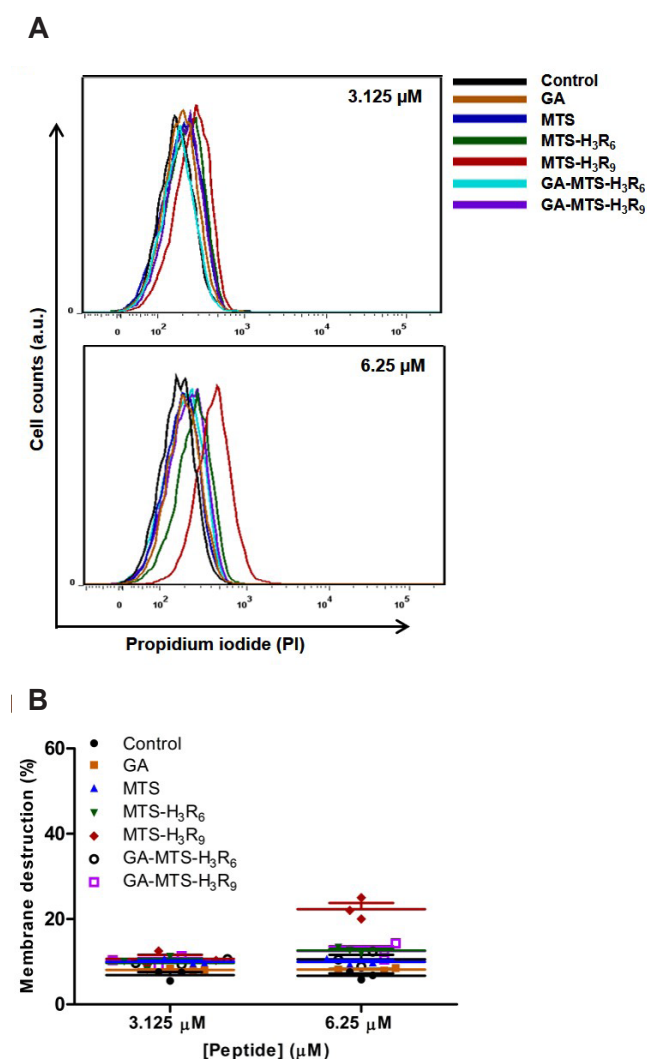 A
3.125 µM
Control
GA
MTS
MTS-H₃R₆
MTS-H₃R₉
GA-MTS-H₃R₆
GA-MTS-H₃R₉
0
0 10² 10³ 10⁴ 10⁵
6.25 µM
Cell counts (a.u.)
0
0 10² 10³ 10⁴ 10⁵
Propidium iodide (PI)
B
Membrane destruction (%)
60
40
20
0
Control
GA
MTS
MTS-H₃R₆
MTS-H₃R₉
GA-MTS-H₃R₆
GA-MTS-H₃R₉
3.125 µM 6.25 µM
[Peptide] (µM)